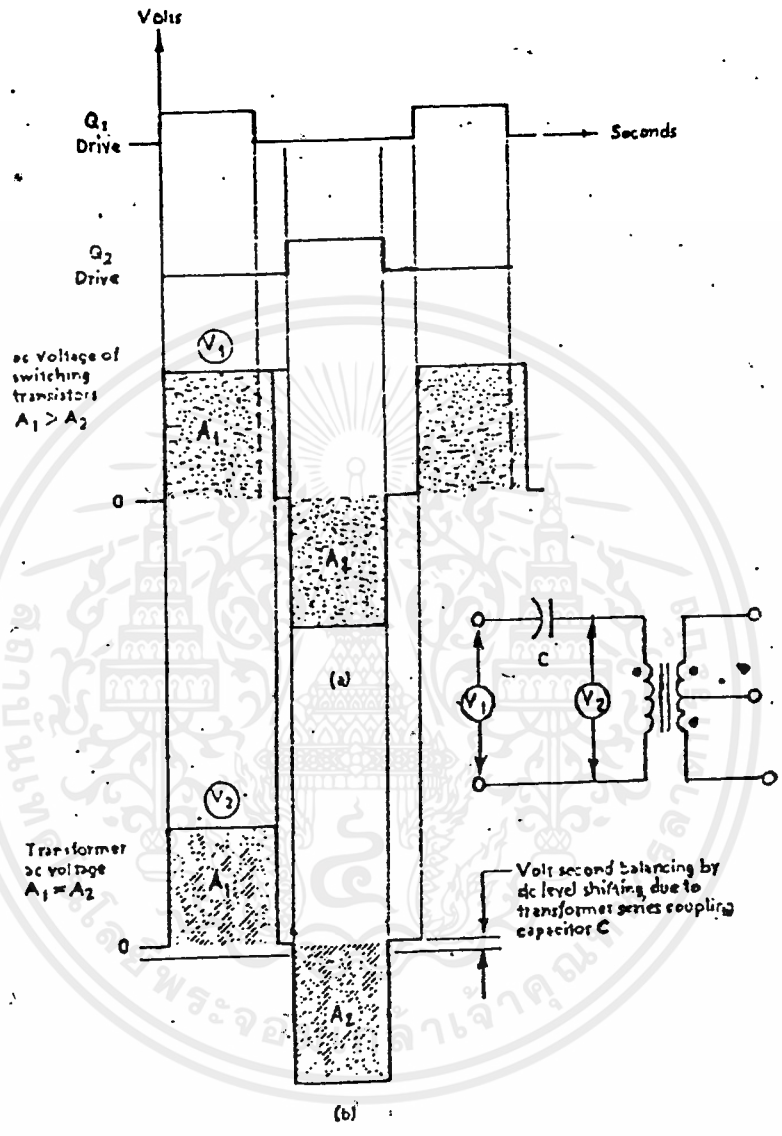 Volts
Q1
Drive
Seconds
Q2
Drive
V1
ac voltage of
switching
transistors
A1 > A2
A1
0
A2
(a)
C
V1
V2
V2
Transformer
ac voltage
A1 = A2
A1
Volt second balancing by
dc level shifting due to
transformer series coupling
capacitor C
0
A2
(b)